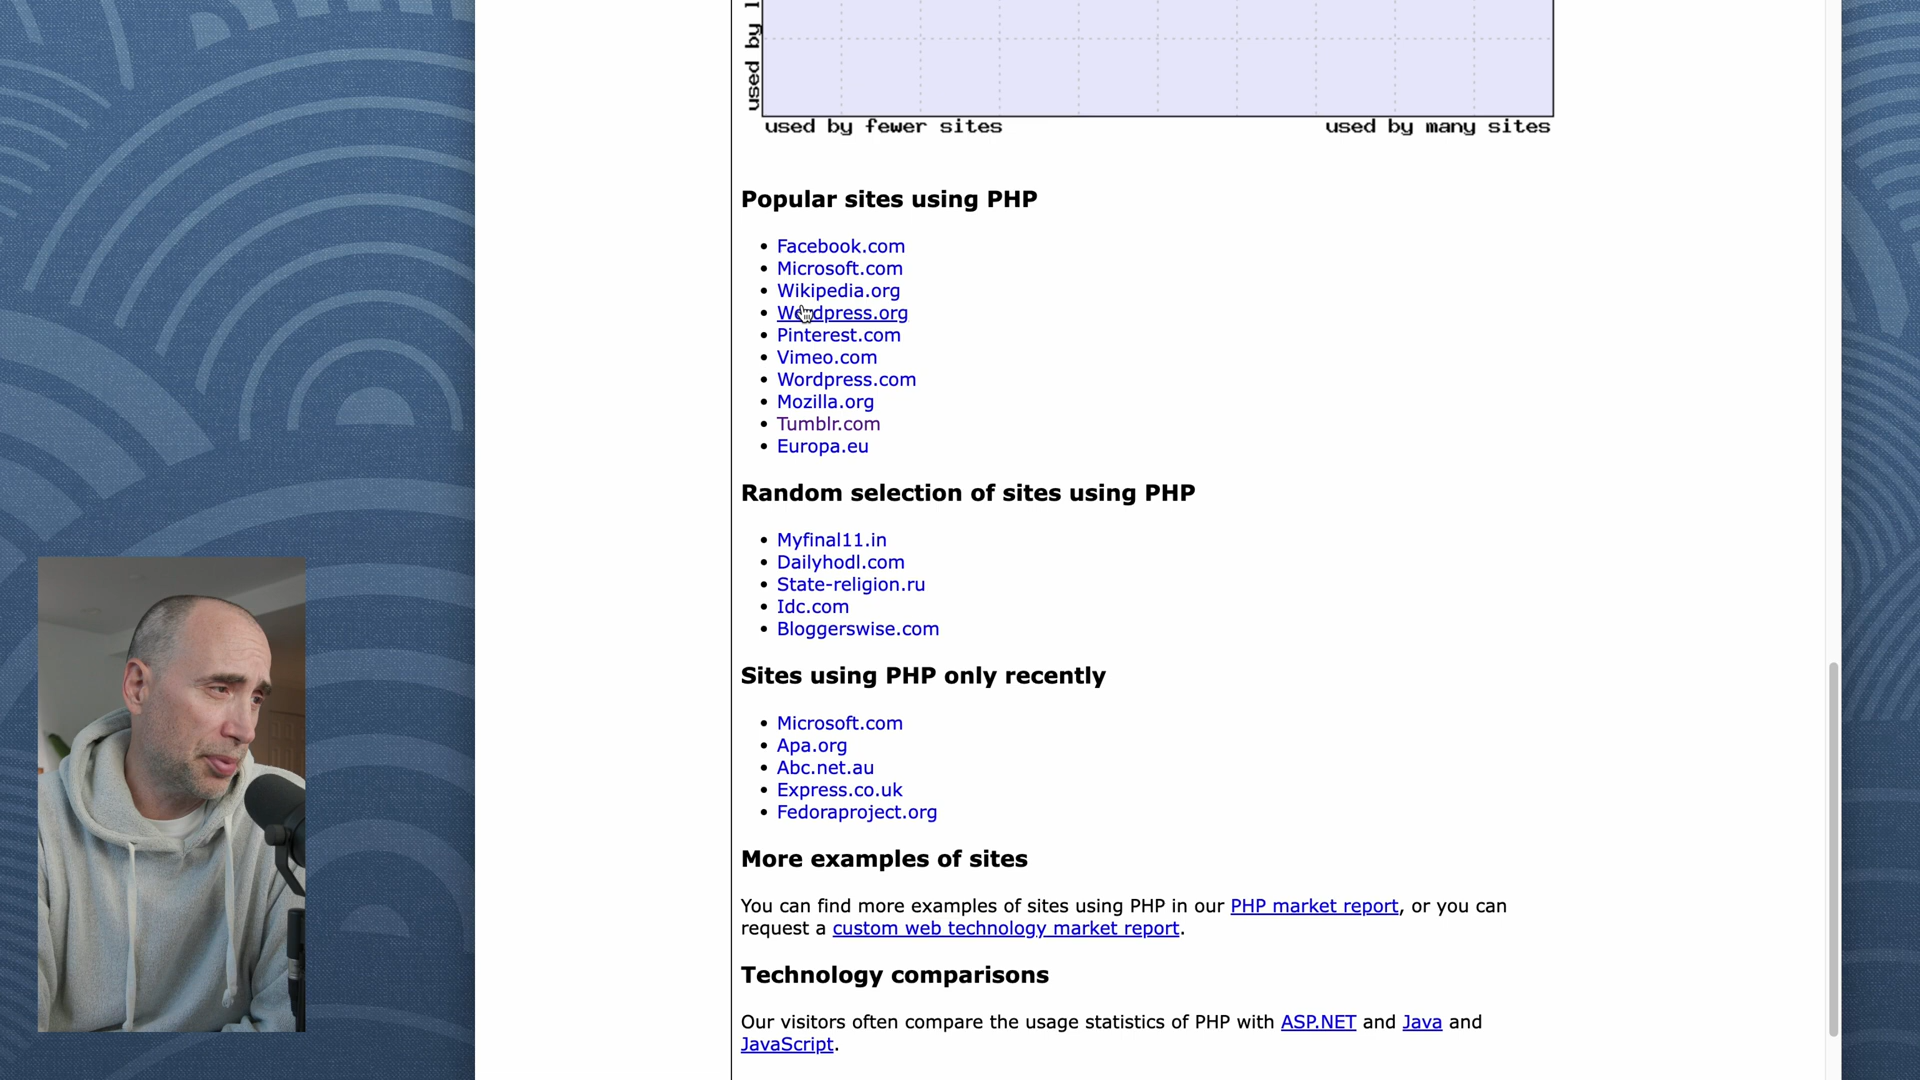 used by l
used by fewer sites
used by many sites
Popular sites using PHP
• Facebook.com
• Microsoft.com
• Wikipedia.org
• Wordpress.org
• Pinterest.com
• Vimeo.com
• Wordpress.com
• Mozilla.org
• Tumblr.com
• Europa.eu
Random selection of sites using PHP
• Myfinal11.in
• Dailyhodl.com
• State-religion.ru
• Idc.com
• Bloggerswise.com
Sites using PHP only recently
• Microsoft.com
• Apa.org
• Abc.net.au
• Express.co.uk
• Fedoraproject.org
More examples of sites
You can find more examples of sites using PHP in our PHP market report, or you can
request a custom web technology market report.
Technology comparisons
Our visitors often compare the usage statistics of PHP with ASP.NET and Java and
JavaScript.